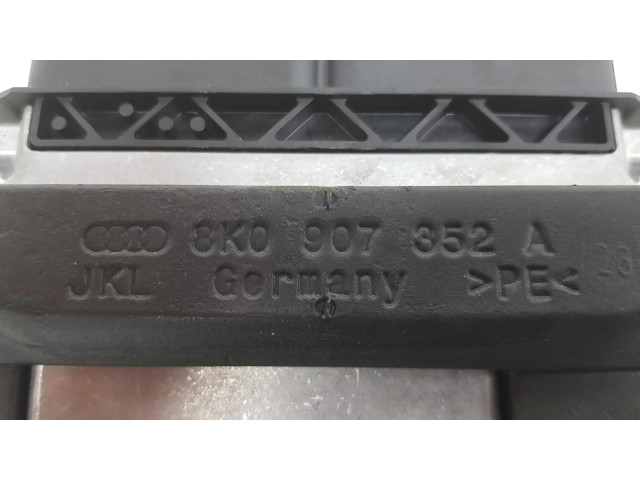 8K0 907 352 A
JKL Germany >PE<